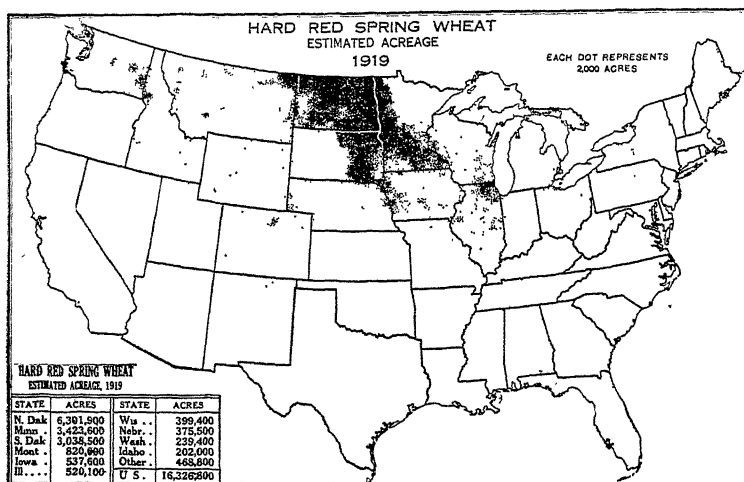 HARD RED SPRING WHEAT
ESTIMATED ACREAGE
1919
EACH DOT REPRESENTS
2,000 ACRES
HARD RED SPRING WHEAT
ESTIMATED ACREAGE, 1919
STATE ACRES STATE ACRES
N. Dak 6,301,900 Wis .. 399,400
Minn . 3,423,600 Nebr.. 375,500
S. Dak 3,038,500 Wash. 239,400
Mont . 820,000 Idaho . 202,000
Iowa . 537,600 Other. 468,800
Ill.... 520,100 U S . 16,326,800